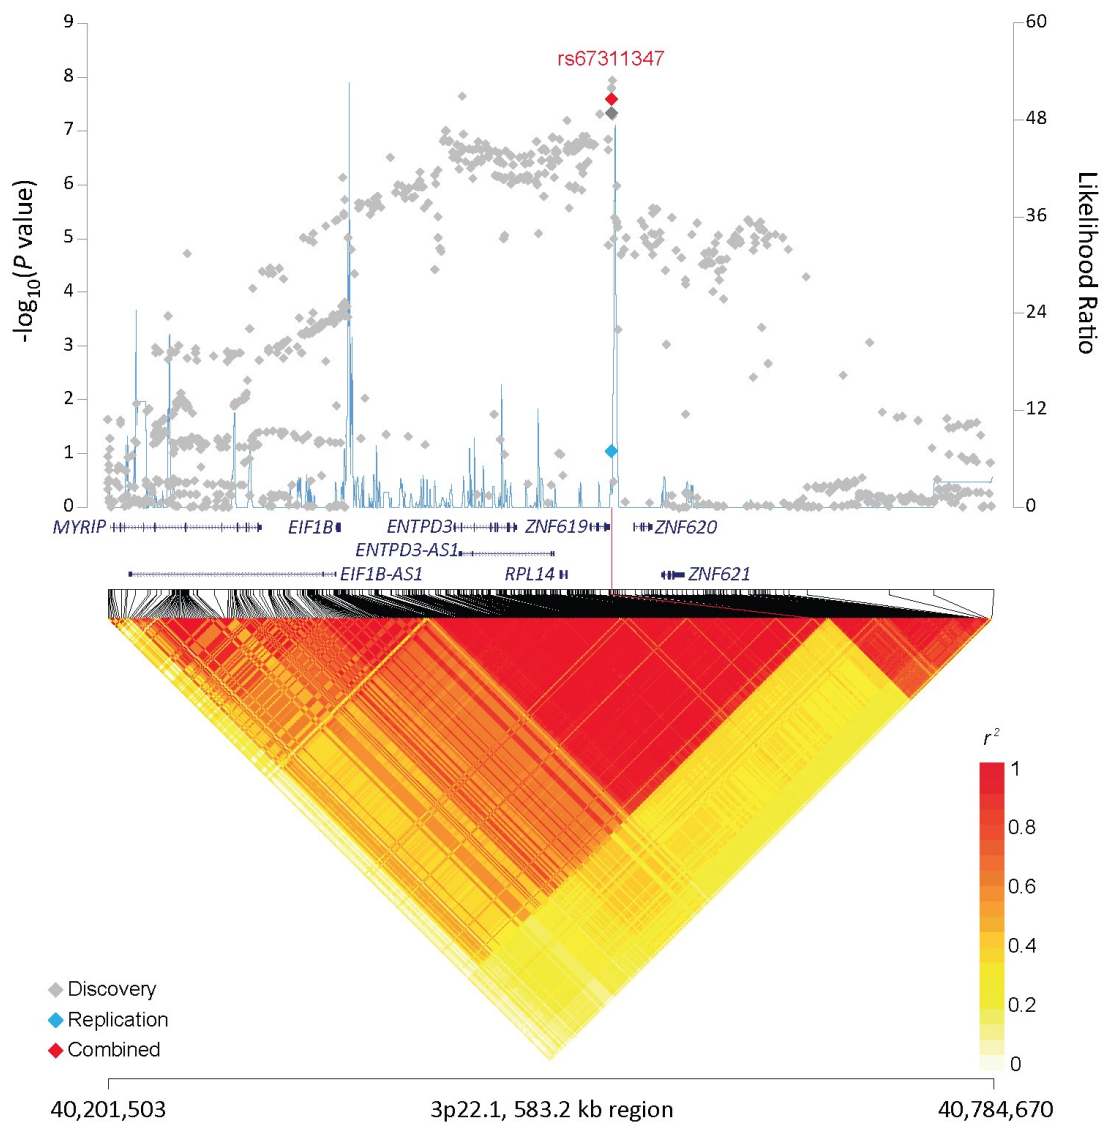 rs67311347
-log10(P value)
9
8
7
6
5
4
3
2
1
0
60
48
36
24
12
0
Likelihood Ratio
MYRIP
EIF1B
ENTPD3
ZNF619
ZNF620
ENTPD3-AS1
EIF1B-AS1
RPL14
ZNF621
r²
1
0.8
0.6
0.4
0.2
0
Discovery
Replication
Combined
40,201,503
3p22.1, 583.2 kb region
40,784,670